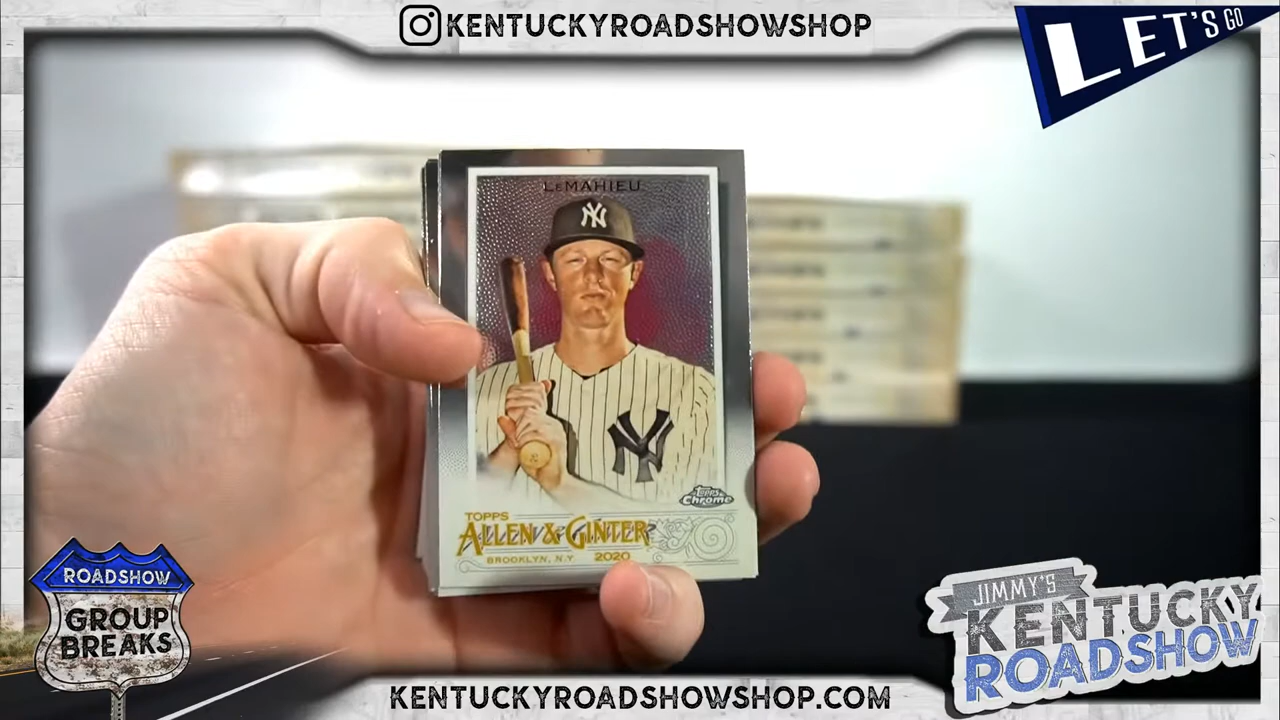 KENTUCKYROADSHOWSHOP
LET'S GO
LEMAHIEU
NY
NY
TOPPS
Chrome
TOPPS
ALLEN & GINTER
BROOKLYN, N.Y 2020
ROADSHOW
GROUP
BREAKS
JIMMY'S
KENTUCKY
ROADSHOW
KENTUCKYROADSHOWSHOP.COM